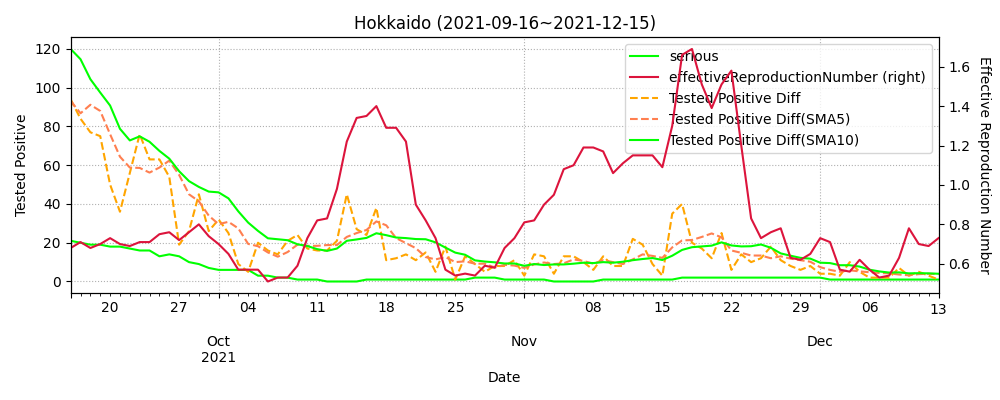 Hokkaido (2021-09-16~2021-12-15)
serious
effectiveReproductionNumber (right)
Tested Positive Diff
Tested Positive Diff(SMA5)
Tested Positive Diff(SMA10)
Tested Positive
120
100
80
60
40
20
0
1.6
1.4
1.2
1.0
0.8
0.6
Effective Reproduction Number
20 27 04 11 18 25 08 15 22 29 06 13
Oct Nov Dec
2021
Date